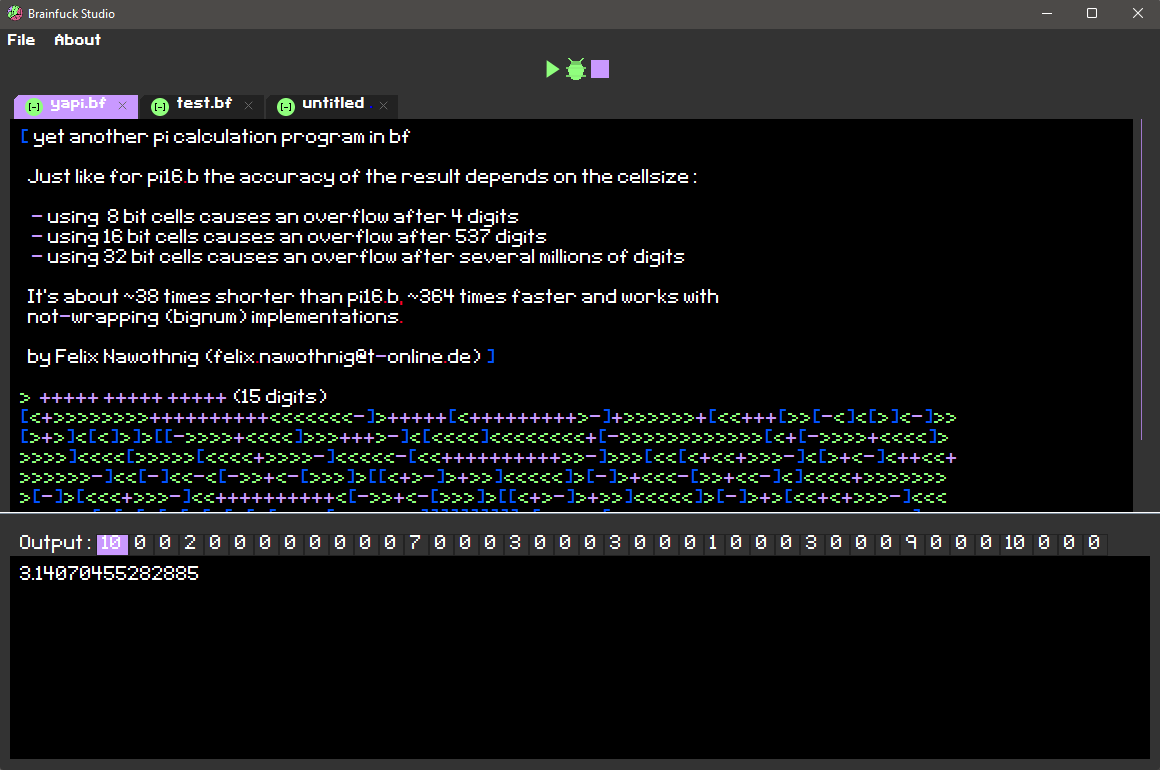 Brainfuck Studio
File About
yapi.bf × test.bf × untitled ×
[ yet another pi calculation program in bf
Just like for pi16.b the accuracy of the result depends on the cellsize:
- using 8 bit cells causes an overflow after 4 digits
- using 16 bit cells causes an overflow after 537 digits
- using 32 bit cells causes an overflow after several millions of digits
It's about ~38 times shorter than pi16.b, ~364 times faster and works with
not-wrapping (bignum) implementations.
by Felix Nawothnig (felix.nawothnig@t-online.de) ]
> +++++ +++++ +++++ (15 digits)
[<+>>>>>>>>++++++++++<<<<<<<-]>+++++[<+++++++++>-]+>>>>>>+[<<+++[>>[-<]<[>]<-]>>
[>+>]<[<]>]>[[->>>>+<<<<]>>>+++>-]<[<<<<]<<<<<<<<+[->>>>>>>>>>>>[<+[->>>>+<<<<]>
>>>>]<<<<[>>>>>[<<<<+>>>>-]<<<<<-[<<++++++++++>>-]>>>[<<[<+<<+>>>-]<[>+<-]<++<<+
>>>>>>-]<<[-]<<-<[->>+<-[>>>]>[[<+>-]>+>>]<<<<<]>[-]>+<<<-[>>+<<-]<]<<<<+>>>>>>>
>[-]>[<<<+>>>-]<<++++++++++<[->>+<-[>>>]>[[<+>-]>+>>]<<<<<]>[-]>+>[<<+<+>>>-]<<<
Output: 10 0 0 2 0 0 0 0 0 0 0 0 7 0 0 0 3 0 0 0 3 0 0 0 1 0 0 0 3 0 0 0 9 0 0 0 10 0 0 0
3.14070455282885